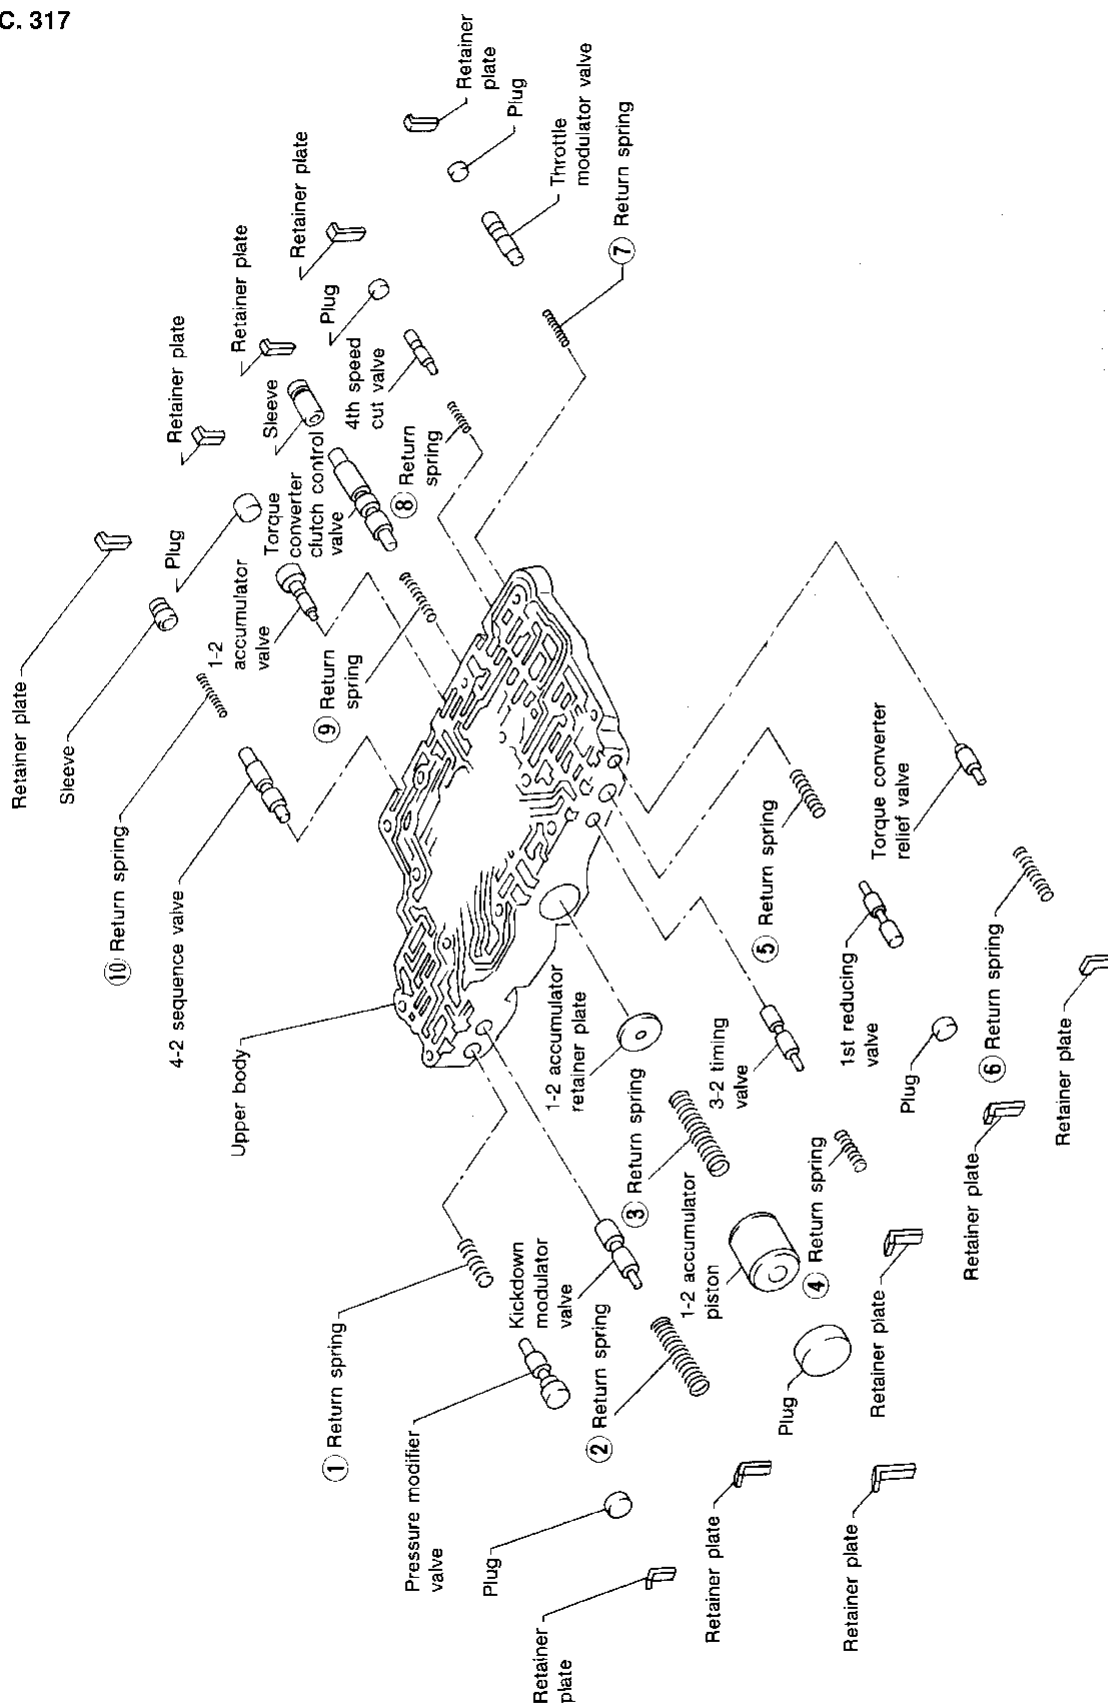 C. 317
Retainer
plate
Plug
Throttle
modulator valve
⑦ Return spring
Retainer plate
Plug
4th speed
cut valve
⑧ Return
spring
Retainer plate
Sleeve
Torque
converter
clutch control
valve
Retainer plate
Plug
1-2
accumulator
valve
⑨ Return
spring
Retainer plate
Sleeve
⑩ Return spring
4-2 sequence valve
Upper body
Torque converter
relief valve
⑤ Return spring
1st reducing
valve
⑥ Return spring
Plug
Retainer plate
Retainer plate
1-2 accumulator
retainer plate
3-2 timing
valve
③ Return spring
1-2 accumulator
piston
④ Return spring
Retainer plate
Plug
Retainer plate
Kickdown
modulator
valve
② Return spring
Retainer plate
① Return spring
Pressure modifier
valve
Plug
Retainer
plate